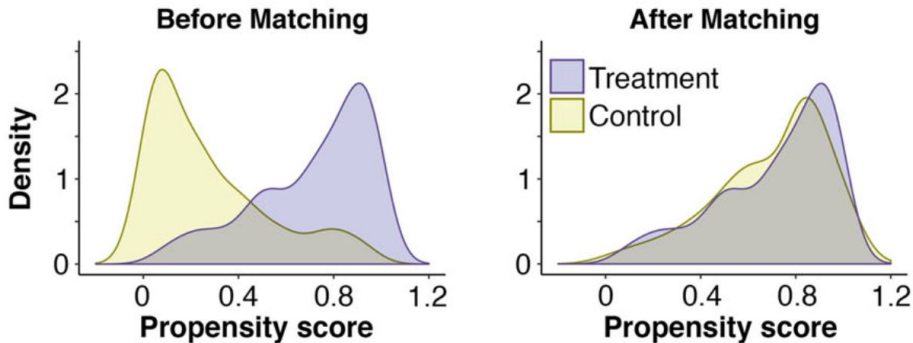 Before Matching
Density
2
1
0
0 0.4 0.8 1.2
Propensity score
After Matching
Treatment
Control
2
1
1
0 0.4 0.8 1.2
Propensity score